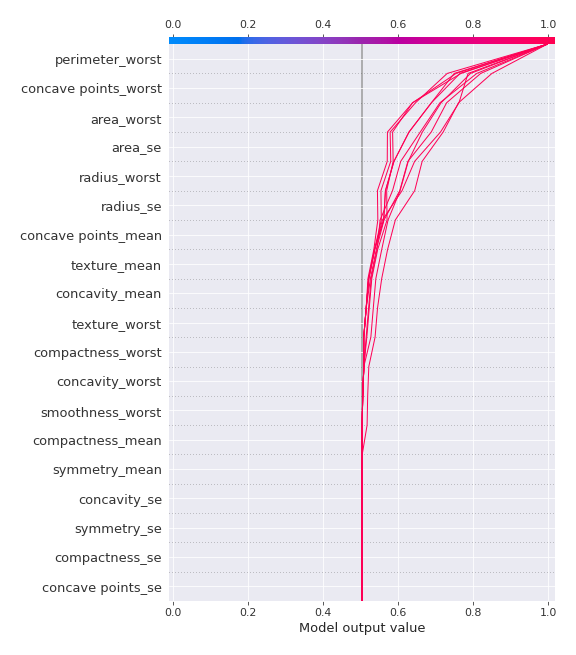 0.0 0.2 0.4 0.6 0.8 1.0
perimeter_worst
concave points_worst
area_worst
area_se
radius_worst
radius_se
concave points_mean
texture_mean
concavity_mean
texture_worst
compactness_worst
concavity_worst
smoothness_worst
compactness_mean
symmetry_mean
concavity_se
symmetry_se
compactness_se
concave points_se
0.0 0.2 0.4 0.6 0.8 1.0
Model output value